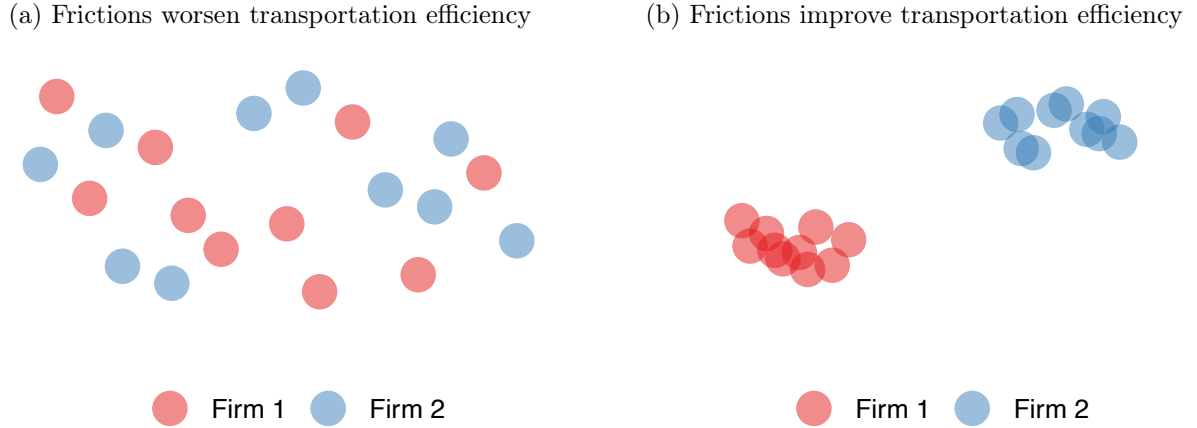 (a) Frictions worsen transportation efficiency
(b) Frictions improve transportation efficiency
Firm 1 Firm 2
Firm 1 Firm 2